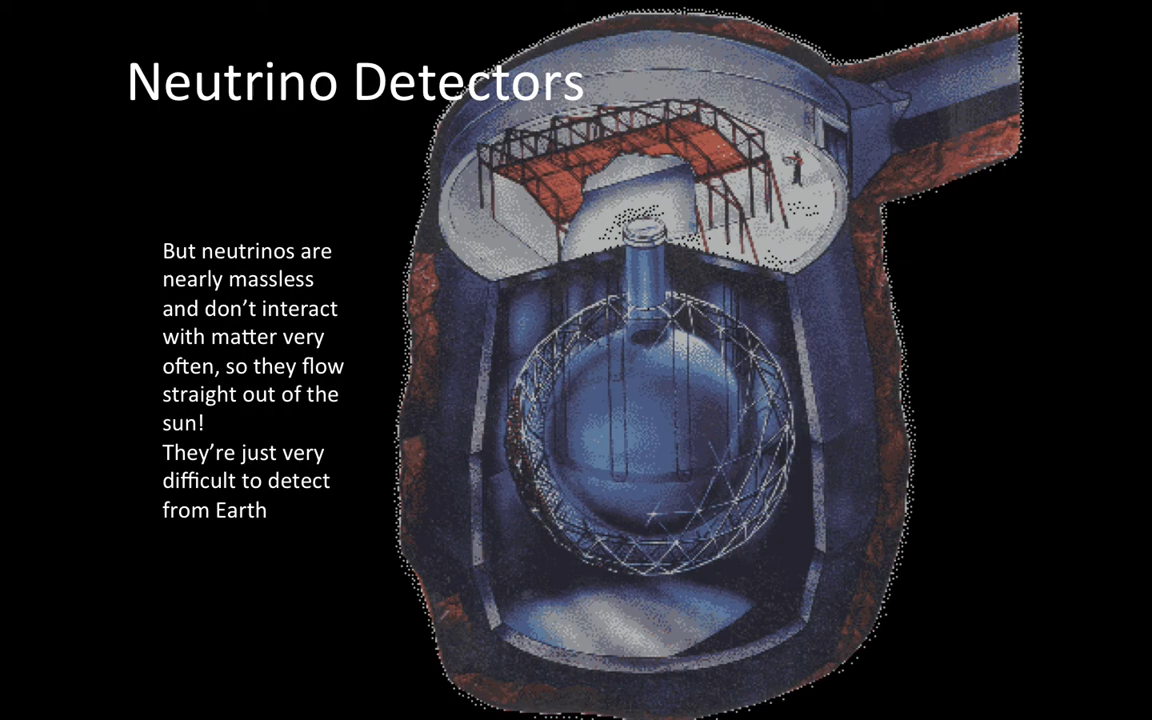 Neutrino Detectors
But neutrinos are
nearly massless
and don’t interact
with matter very
often, so they flow
straight out of the
sun!
They’re just very
difficult to detect
from Earth